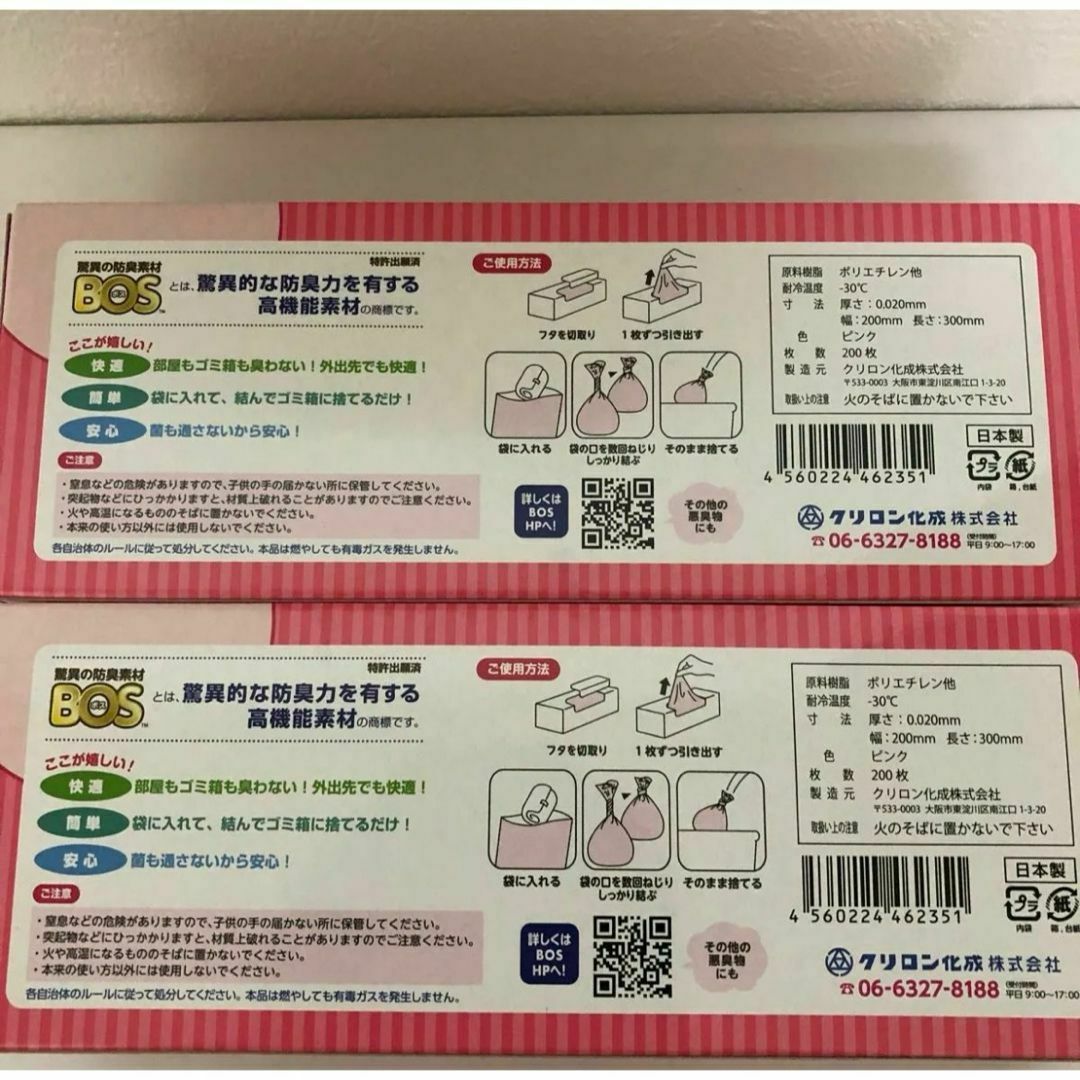 驚異の防臭素材
特許出願済
BOS ボス TM
とは、驚異的な防臭力を有する
高機能素材の商標です。
ここが嬉しい!
快適 部屋もゴミ箱も臭わない!外出先でも快適!
簡単 袋に入れて、結んでゴミ箱に捨てるだけ!
安心 菌も通さないから安心!
ご注意
・窒息などの危険がありますので、子供の手の届かない所に保管してください。
・突起物などにひっかかりますと、材質上破れることがありますのでご注意ください。
・火や高温になるもののそばに置かないでください。
・本来の使い方以外には使用しないでください。
各自治体のルールに従って処分してください。本品は燃やしても有毒ガスを発生しません。
ご使用方法
フタを切取り
1枚ずつ引き出す
袋に入れる
袋の口を数回ねじり
しっかり結ぶ
そのまま捨てる
詳しくは
BOS
HPへ!
その他の
悪臭物
にも
原料樹脂 ポリエチレン他
耐冷温度 -30℃
寸法 厚さ:0.020mm
幅:200mm 長さ:300mm
色 ピンク
枚数 200枚
製造元 クリロン化成株式会社
〒533-0003 大阪市東淀川区南江口1-3-20
取扱い上の注意 火のそばに置かないで下さい
4 560224 462351
日本製
プラ 紙
内袋 箱、台紙
クリロン化成株式会社
☎06-6327-8188 (受付時間) 平日9:00〜17:00
驚異の防臭素材
特許出願済
BOS ボス TM
とは、驚異的な防臭力を有する
高機能素材の商標です。
ここが嬉しい!
快適 部屋もゴミ箱も臭わない!外出先でも快適!
簡単 袋に入れて、結んでゴミ箱に捨てるだけ!
安心 菌も通さないから安心!
ご注意
・窒息などの危険がありますので、子供の手の届かない所に保管してください。
・突起物などにひっかかりますと、材質上破れることがありますのでご注意ください。
・火や高温になるもののそばに置かないでください。
・本来の使い方以外には使用しないでください。
各自治体のルールに従って処分してください。本品は燃やしても有毒ガスを発生しません。
ご使用方法
フタを切取り
1枚ずつ引き出す
袋に入れる
袋の口を数回ねじり
しっかり結ぶ
そのまま捨てる
詳しくは
BOS
HPへ!
その他の
悪臭物
にも
原料樹脂 ポリエチレン他
耐冷温度 -30℃
寸法 厚さ:0.020mm
幅:200mm 長さ:300mm
色 ピンク
枚数 200枚
製造元 クリロン化成株式会社
〒533-0003 大阪市東淀川区南江口1-3-20
取扱い上の注意 火のそばに置かないで下さい
4 560224 462351
日本製
プラ 紙
内袋 箱、台紙
クリロン化成株式会社
☎06-6327-8188 (受付時間) 平日9:00〜17:00